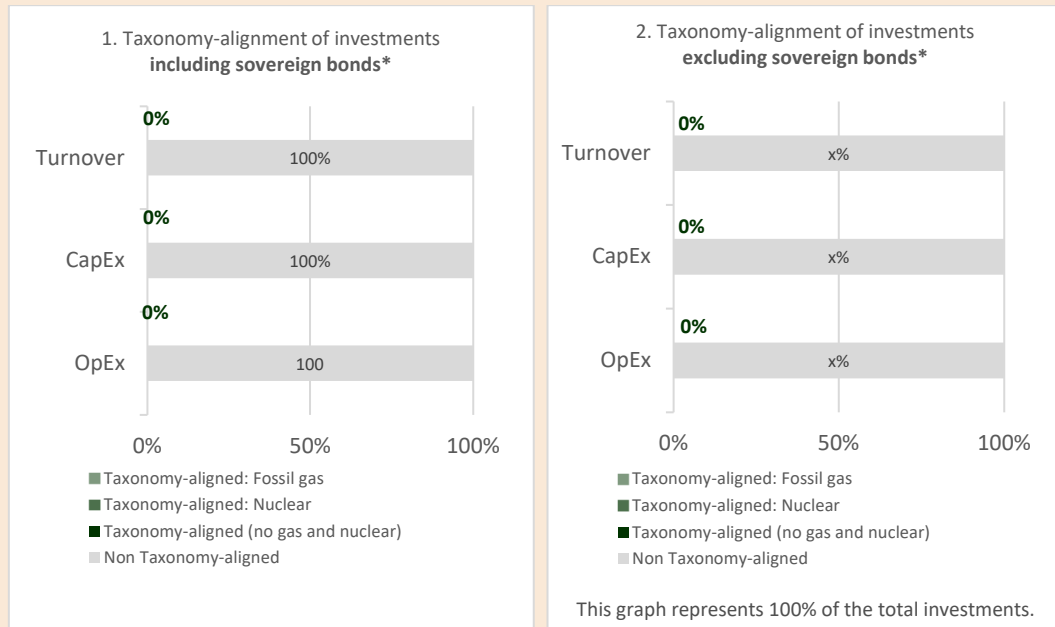 1. Taxonomy-alignment of investments
including sovereign bonds*
0%
Turnover
100%
0%
CapEx
100%
0%
OpEx
100
0%
50%
100%
Taxonomy-aligned: Fossil gas
Taxonomy-aligned: Nuclear
Taxonomy-aligned (no gas and nuclear)
Non Taxonomy-aligned
2. Taxonomy-alignment of investments
excluding sovereign bonds*
0%
Turnover
x%
0%
CapEx
x%
0%
OpEx
x%
0%
50%
100%
Taxonomy-aligned: Fossil gas
Taxonomy-aligned: Nuclear
Taxonomy-aligned (no gas and nuclear)
Non Taxonomy-aligned
This graph represents 100% of the total investments.